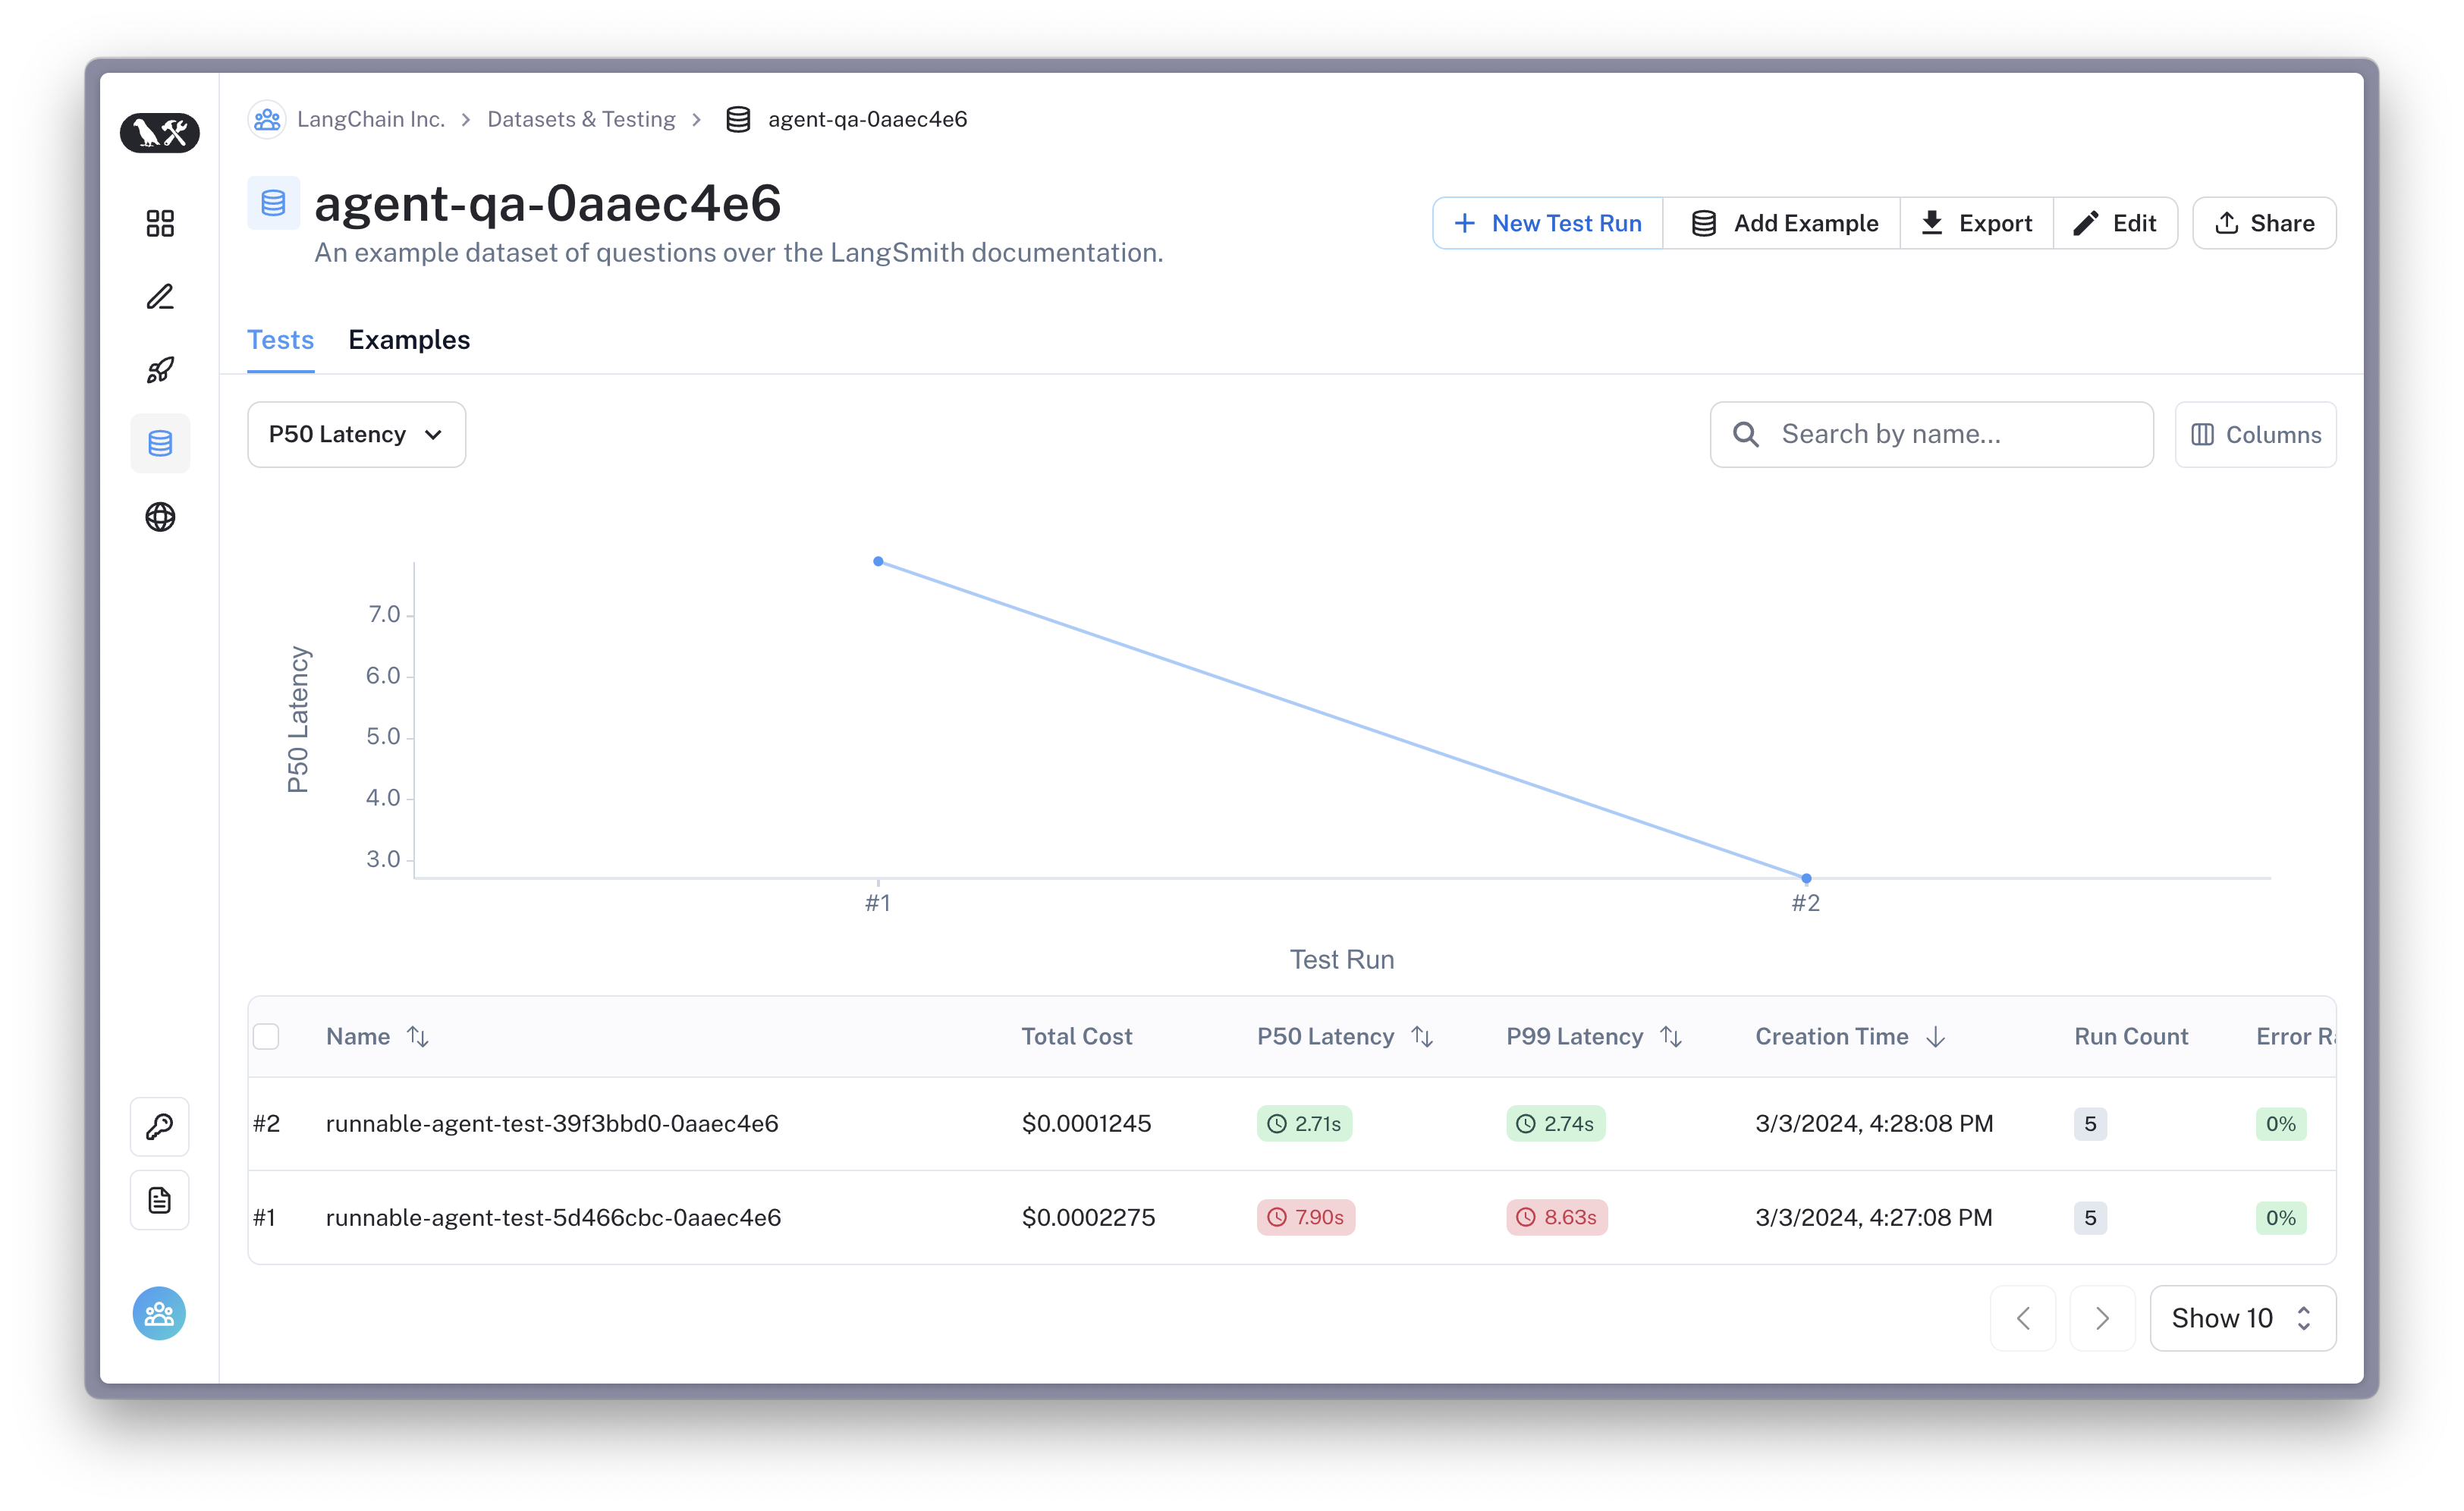 LangChain Inc. > Datasets & Testing > agent-qa-0aaec4e6
agent-qa-0aaec4e6
An example dataset of questions over the LangSmith documentation.
New Test Run Add Example Export Edit Share
Tests Examples
P50 Latency Search by name... Columns
7.0
6.0
5.0
4.0
3.0
P50 Latency
#1 #2
Test Run
Name Total Cost P50 Latency P99 Latency Creation Time Run Count Error Ra
#2 runnable-agent-test-39f3bbd0-0aaec4e6 $0.0001245 2.71s 2.74s 3/3/2024, 4:28:08 PM 5 0%
#1 runnable-agent-test-5d466cbc-0aaec4e6 $0.0002275 7.90s 8.63s 3/3/2024, 4:27:08 PM 5 0%
Show 10